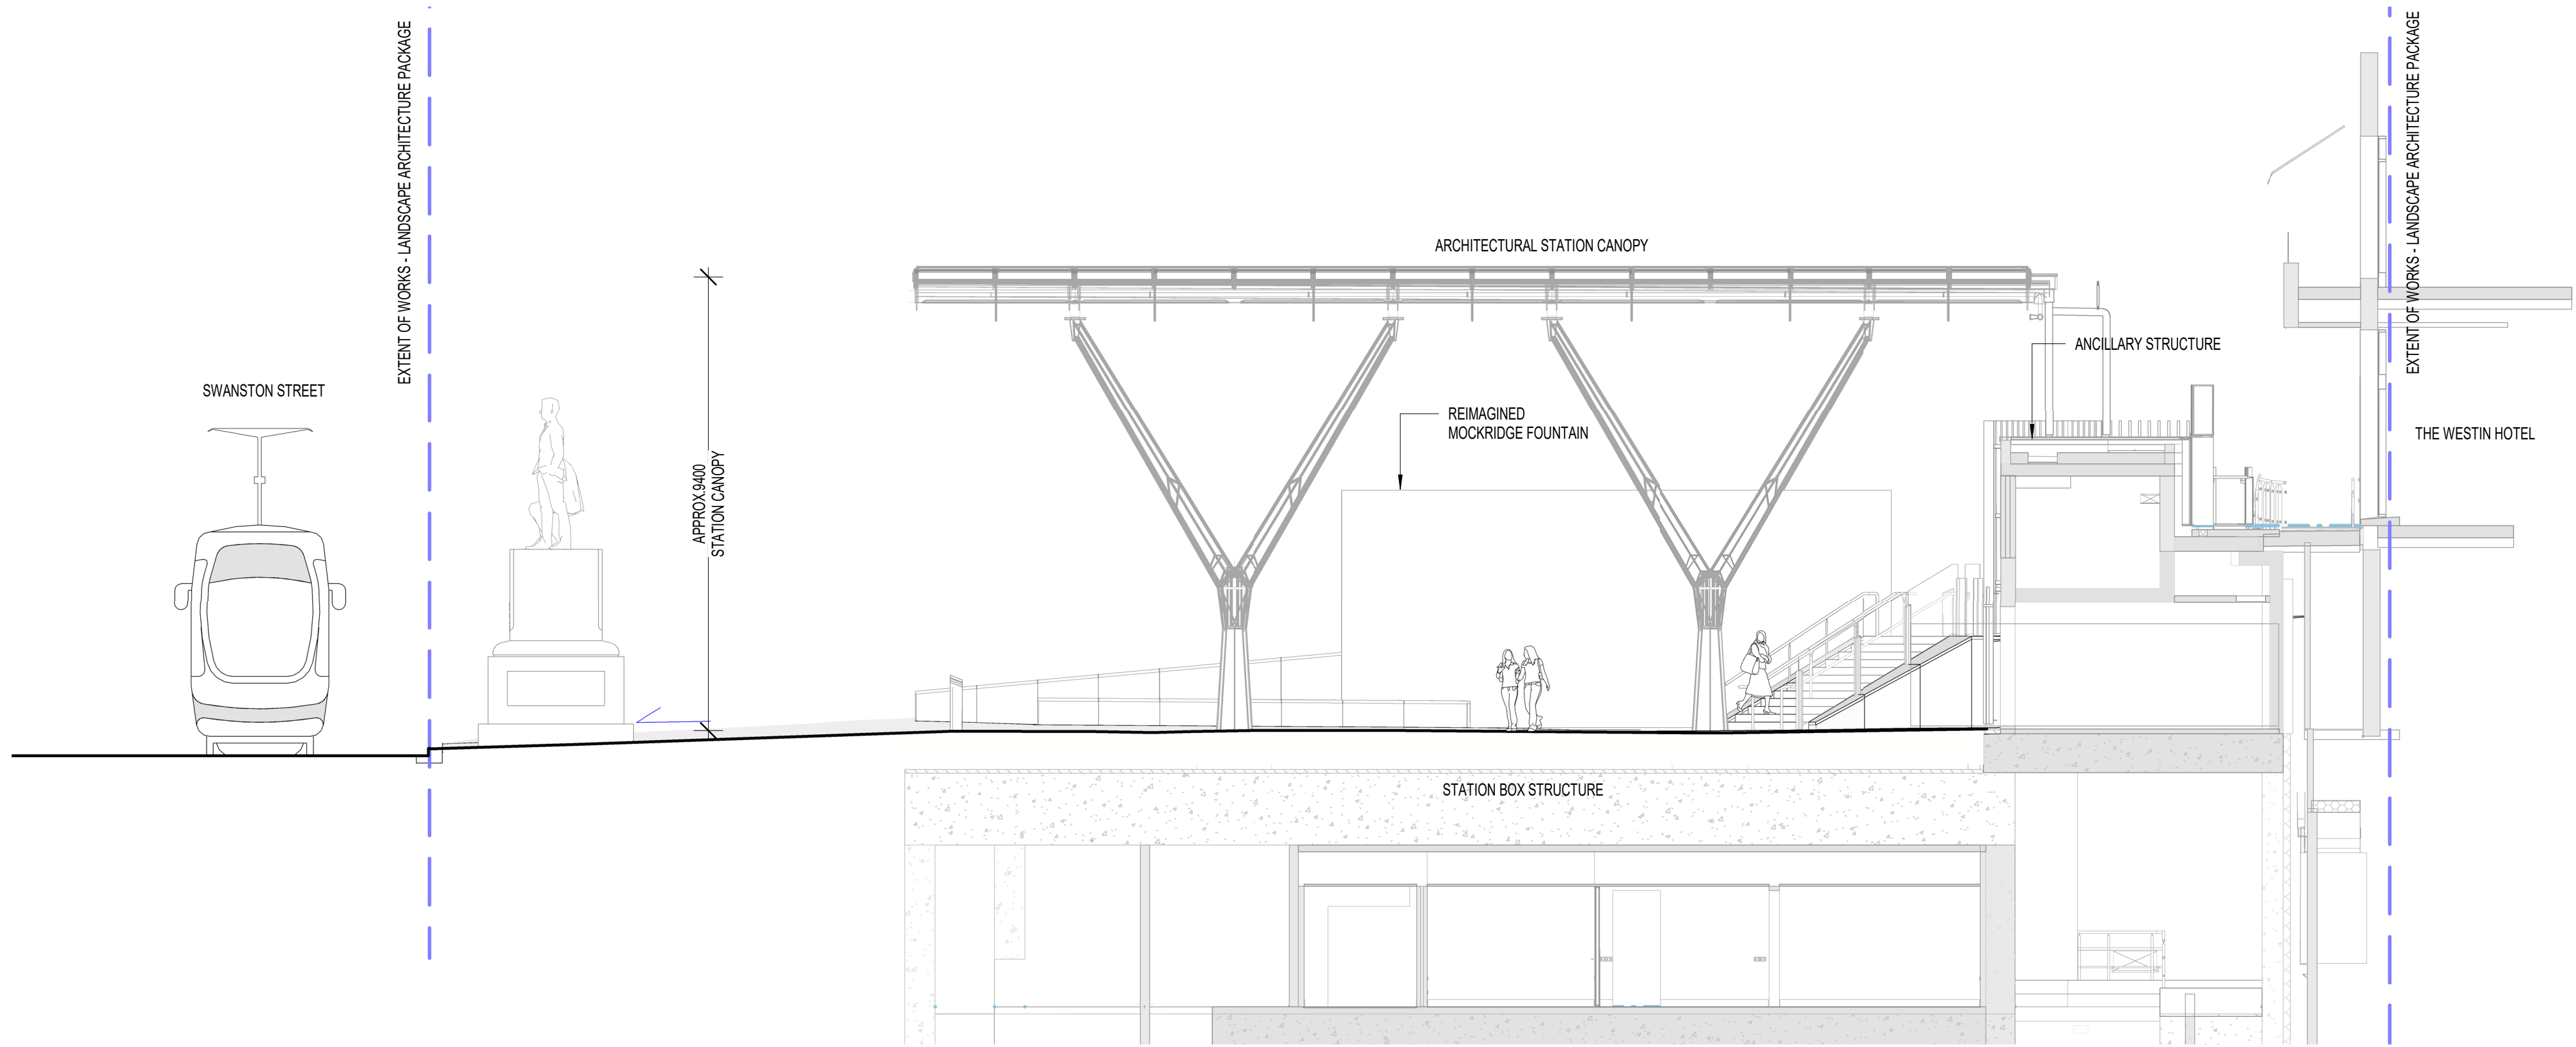 EXTENT OF WORKS - LANDSCAPE ARCHITECTURE PACKAGE
EXTENT OF WORKS - LANDSCAPE ARCHITECTURE PACKAGE
ARCHITECTURAL STATION CANOPY
ANCILLARY STRUCTURE
SWANSTON STREET
REIMAGINED
MOCKRIDGE FOUNTAIN
THE WESTIN HOTEL
APPROX.9400
STATION CANOPY
STATION BOX STRUCTURE